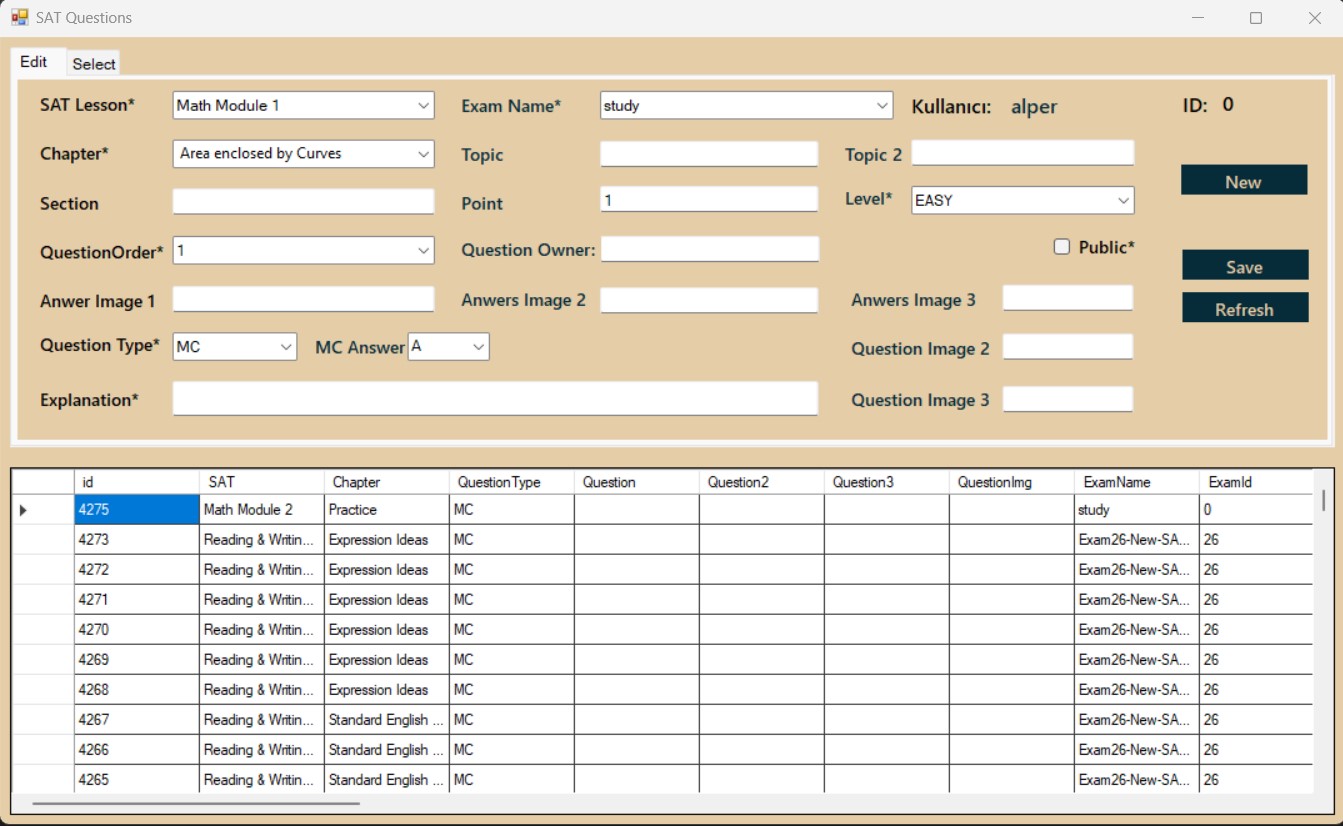 SAT Questions
Edit Select
SAT Lesson* Math Module 1 Exam Name* study Kullanıcı: alper ID: 0
Chapter* Area enclosed by Curves Topic Topic 2
New
Section Point 1 Level* EASY
QuestionOrder* 1 Question Owner: Public*
Save
Anwer Image 1 Anwers Image 2 Anwers Image 3
Refresh
Question Type* MC MC Answer A Question Image 2
Explanation* Question Image 3
id SAT Chapter QuestionType Question Question2 Question3 QuestionImg ExamName ExamId
4275 Math Module 2 Practice MC study 0
4273 Reading & Writin... Expression Ideas MC Exam26-New-SA... 26
4272 Reading & Writin... Expression Ideas MC Exam26-New-SA... 26
4271 Reading & Writin... Expression Ideas MC Exam26-New-SA... 26
4270 Reading & Writin... Expression Ideas MC Exam26-New-SA... 26
4269 Reading & Writin... Expression Ideas MC Exam26-New-SA... 26
4268 Reading & Writin... Expression Ideas MC Exam26-New-SA... 26
4267 Reading & Writin... Standard English ... MC Exam26-New-SA... 26
4266 Reading & Writin... Standard English ... MC Exam26-New-SA... 26
4265 Reading & Writin... Standard English ... MC Exam26-New-SA... 26